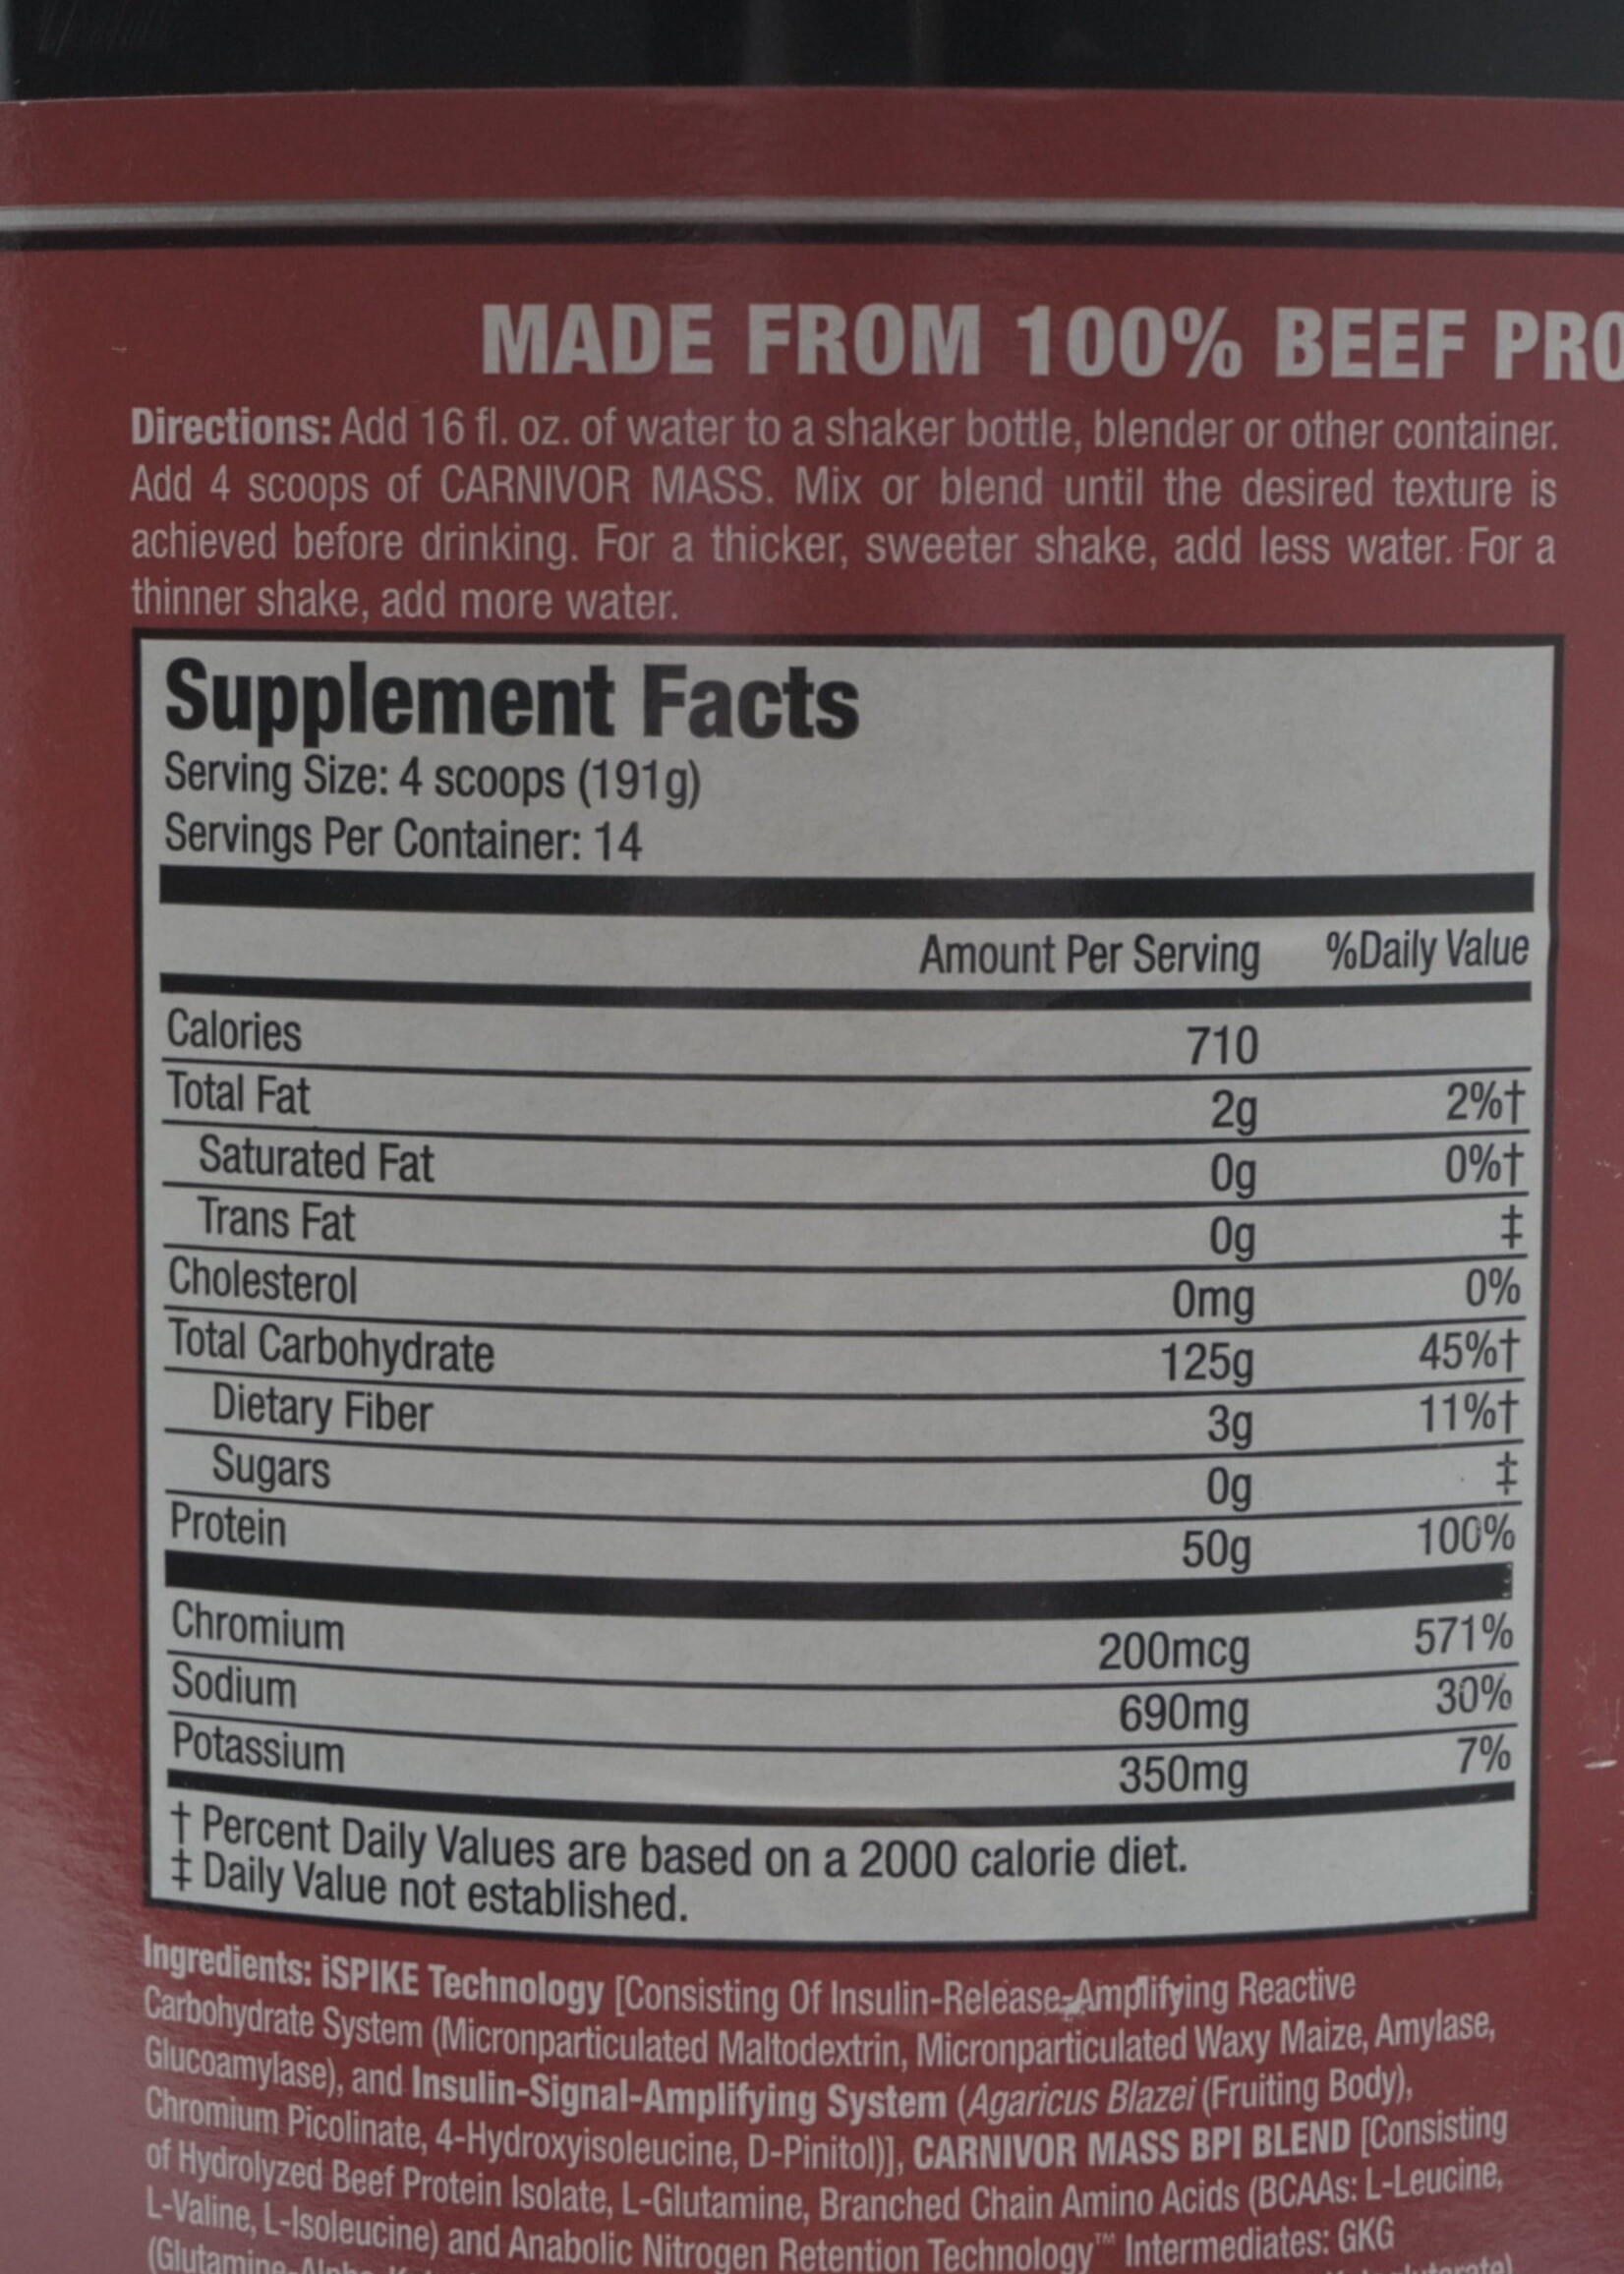 MADE FROM 100% BEEF PRO
Directions: Add 16 fl. oz. of water to a shaker bottle, blender or other container.
Add 4 scoops of CARNIVOR MASS. Mix or blend until the desired texture is
achieved before drinking. For a thicker, sweeter shake, add less water. For a
thinner shake, add more water.
Supplement Facts
Serving Size: 4 scoops (191g)
Servings Per Container: 14
Amount Per Serving %Daily Value
Calories 710
Total Fat 2g 2%†
Saturated Fat 0g 0%†
Trans Fat 0g ‡
Cholesterol 0mg 0%
Total Carbohydrate 125g 45%†
Dietary Fiber 3g 11%†
Sugars 0g ‡
Protein 50g 100%
Chromium 200mcg 571%
Sodium 690mg 30%
Potassium 350mg 7%
† Percent Daily Values are based on a 2000 calorie diet.
‡ Daily Value not established.
Ingredients: iSPIKE Technology [Consisting Of Insulin-Release-Amplifying Reactive
Carbohydrate System (Micronparticulated Maltodextrin, Micronparticulated Waxy Maize, Amylase,
Glucoamylase), and Insulin-Signal-Amplifying System (Agaricus Blazei (Fruiting Body),
Chromium Picolinate, 4-Hydroxyisoleucine, D-Pinitol)], CARNIVOR MASS BPI BLEND [Consisting
of Hydrolyzed Beef Protein Isolate, L-Glutamine, Branched Chain Amino Acids (BCAAs: L-Leucine,
L-Valine, L-Isoleucine) and Anabolic Nitrogen Retention Technology™ Intermediates: GKG
(Glutamine